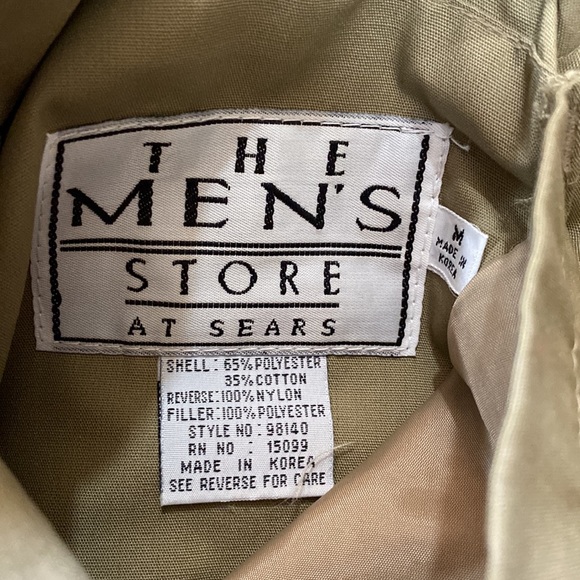 THE
MEN'S
STORE
AT SEARS
M
MADE IN
KOREA
SHELL: 65%POLYESTER
35%COTTON
REVERSE:100%NYLON
FILLER:100%POLYESTER
STYLE NO : 98140
RN NO : 15099
MADE IN KOREA
SEE REVERSE FOR CARE